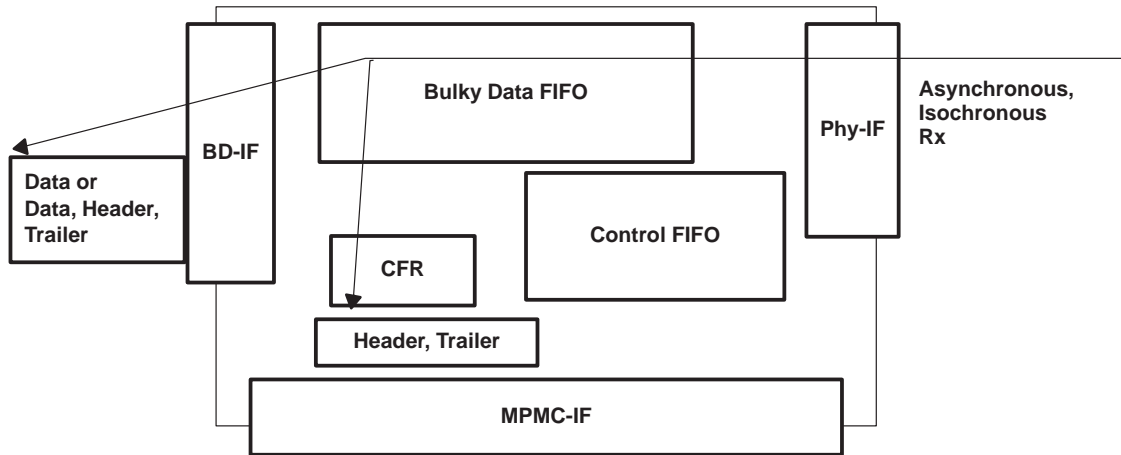 Bulky Data FIFO
Asynchronous,
Isochronous
Rx
Phy-IF
BD-IF
Data or
Data, Header,
Trailer
Control FIFO
CFR
Header, Trailer
MPMC-IF